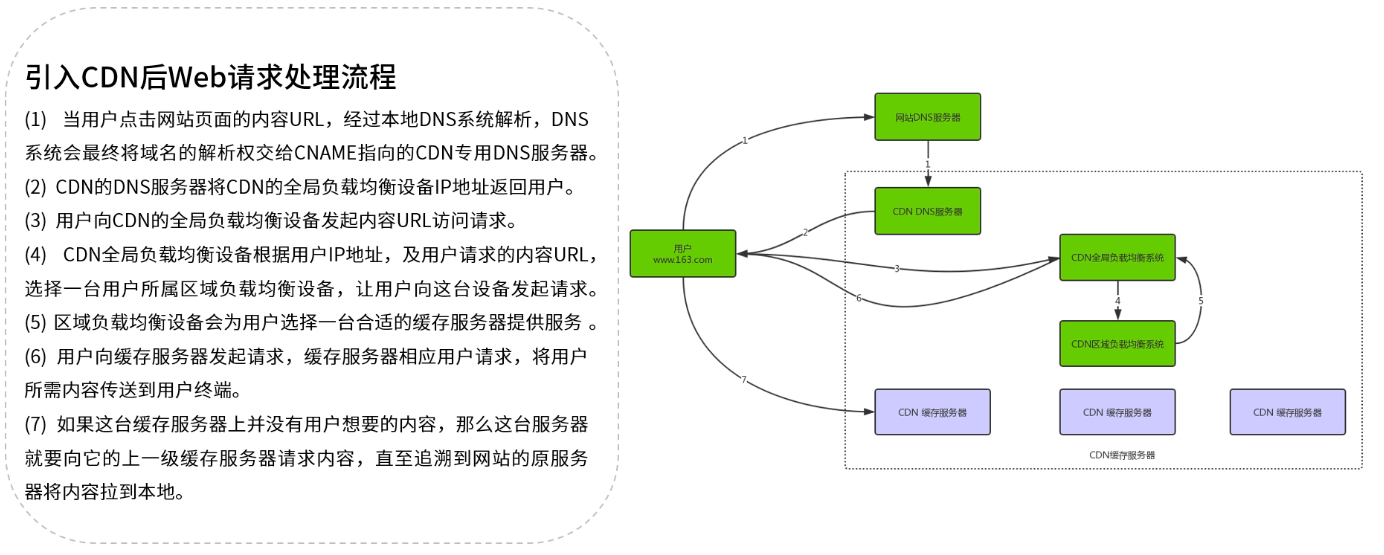 引入CDN后Web请求处理流程
(1) 当用户点击网站页面的内容URL，经过本地DNS系统解析，DNS
系统会最终将域名的解析权交给CNAME指向的CDN专用DNS服务器。
(2) CDN的DNS服务器将CDN的全局负载均衡设备IP地址返回用户。
(3) 用户向CDN的全局负载均衡设备发起内容URL访问请求。
(4) CDN全局负载均衡设备根据用户IP地址，及用户请求的内容URL，
选择一台用户所属区域负载均衡设备，让用户向这台设备发起请求。
(5) 区域负载均衡设备会为用户选择一台合适的缓存服务器提供服务 。
(6) 用户向缓存服务器发起请求，缓存服务器相应用户请求，将用户
所需内容传送到用户终端。
(7) 如果这台缓存服务器上并没有用户想要的内容，那么这台服务器
就要向它的上一级缓存服务器请求内容，直至追溯到网站的原服务
器将内容拉到本地。
网站DNS服务器
1
1
CDN DNS服务器
2
用户
www.163.com
3
CDN全局负载均衡系统
6
4
5
CDN区域负载均衡系统
7
CDN 缓存服务器
CDN 缓存服务器
CDN 缓存服务器
CDN缓存服务器